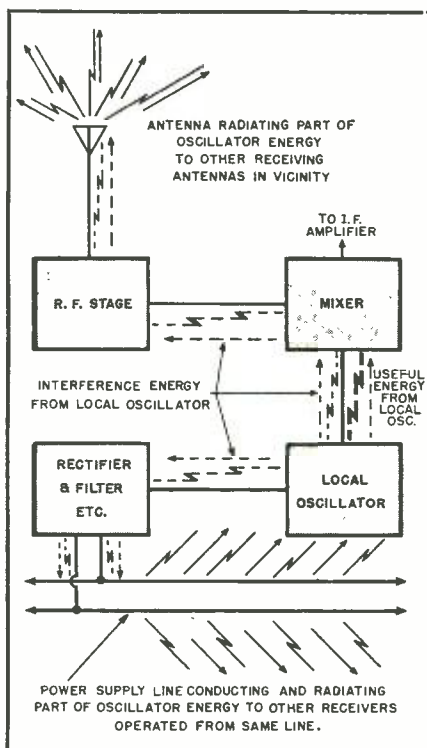 ANTENNA RADIATING PART OF
OSCILLATOR ENERGY
TO OTHER RECEIVING
ANTENNAS IN VICINITY
TO I.F.
AMPLIFIER
R.F. STAGE
MIXER
INTERFERENCE ENERGY
FROM LOCAL OSCILLATOR
USEFUL
ENERGY
FROM
LOCAL
OSC.
RECTIFIER
& FILTER
ETC.
LOCAL
OSCILLATOR
POWER SUPPLY LINE CONDUCTING AND RADIATING
PART OF OSCILLATOR ENERGY TO OTHER RECEIVERS
OPERATED FROM SAME LINE.